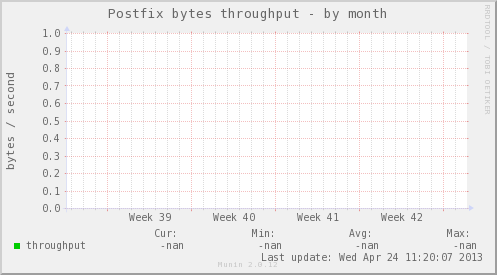 Postfix bytes throughput - by month
RRDTOOL / TOBI OETIKER
bytes / second
1.0
0.9
0.8
0.7
0.6
0.5
0.4
0.3
0.2
0.1
0.0
Week 39 Week 40 Week 41 Week 42
Cur: Min: Avg: Max:
throughput -nan -nan -nan -nan
Last update: Wed Apr 24 11:20:07 2013
Munin 2.0.12